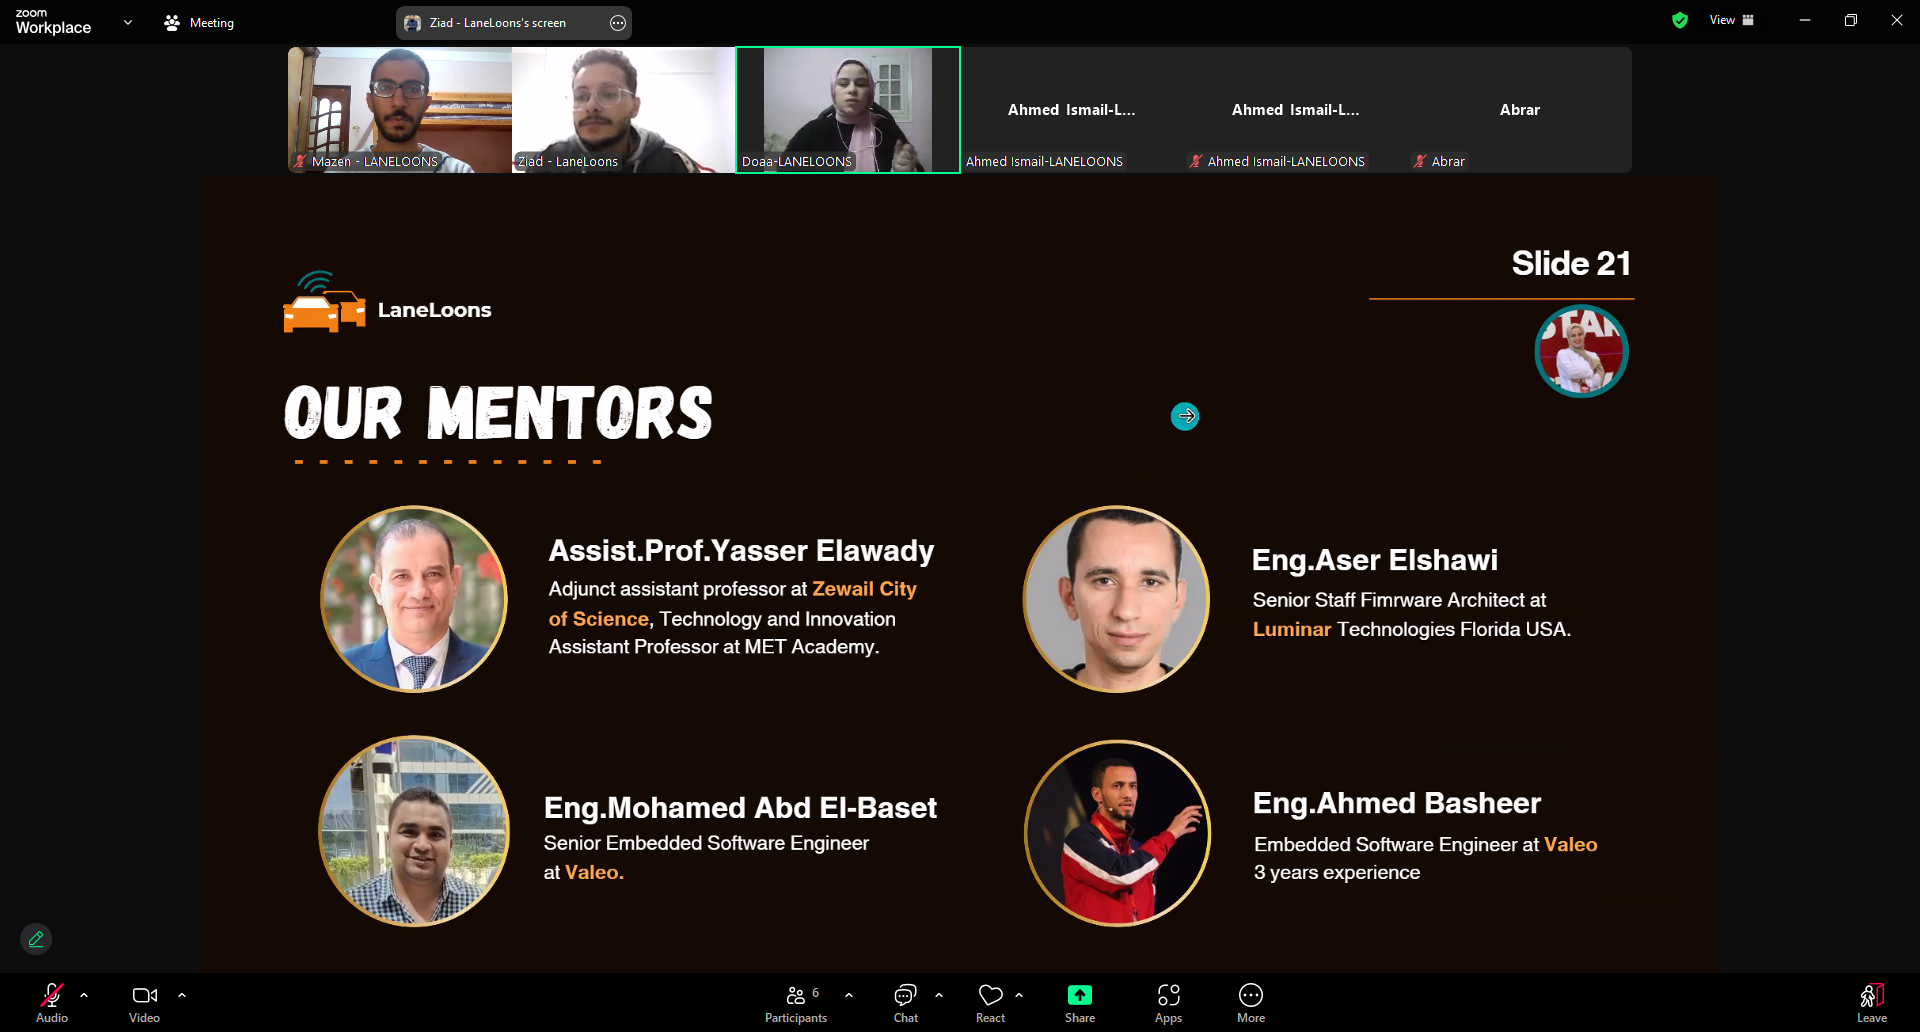 zoom
Workplace
Meeting
Ziad - LaneLoons's screen
View
Mazen - LANELOONS
Ziad - LaneLoons
Doaa-LANELOONS
Ahmed Ismail-L...
Ahmed Ismail-LANELOONS
Ahmed Ismail-L...
Ahmed Ismail-LANELOONS
Abrar
Abrar
Slide 21
LaneLoons
STAR
OUR MENTORS
Assist.Prof.Yasser Elawady
Adjunct assistant professor at Zewail City
of Science, Technology and Innovation
Assistant Professor at MET Academy.
Eng.Aser Elshawi
Senior Staff Fimrware Architect at
Luminar Technologies Florida USA.
Eng.Mohamed Abd El-Baset
Senior Embedded Software Engineer
at Valeo.
Eng.Ahmed Basheer
Embedded Software Engineer at Valeo
3 years experience
Audio
Video
6
Participants
Chat
React
Share
Apps
More
Leave